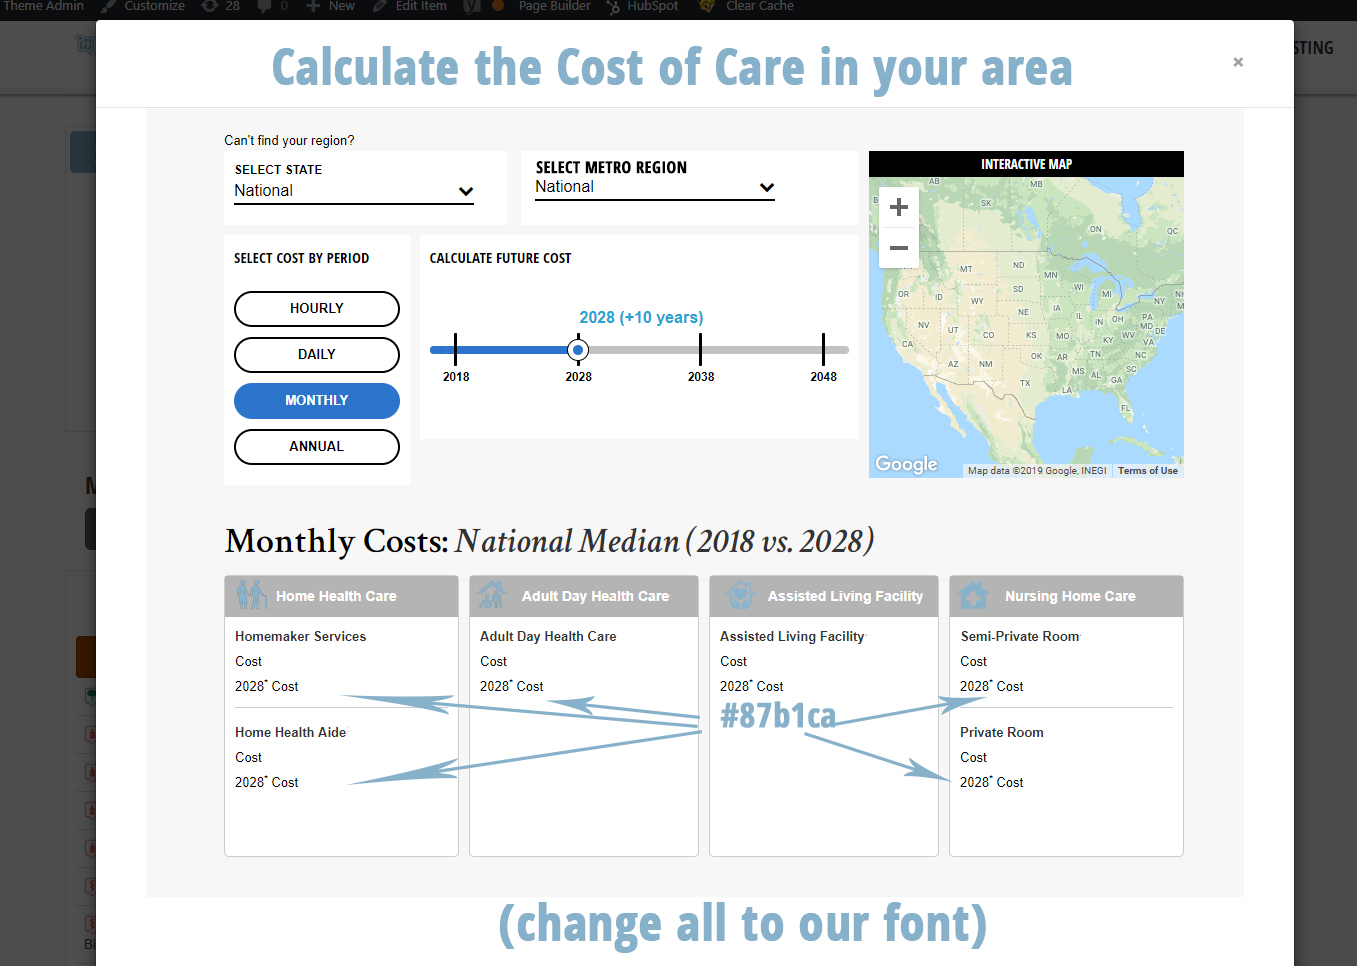 Theme Admin Customize 28 0 New Edit Item Page Builder HubSpot Clear Cache
Calculate the Cost of Care in your area
×
STING
Can't find your region?
SELECT STATE
National
SELECT METRO REGION
National
INTERACTIVE MAP
AB
MB
SK
ON
QC
MT
ND
MN
OR
ID
WY
SD
WI
MI
NY
NV
UT
NE
IA
IL
IN
OH
PA
MD
DE
CA
CO
KS
MO
KY
WV
VA
AZ
NM
OK
AR
TN
NC
TX
MS
AL
SC
LA
GA
FL
Google
Map data ©2019 Google, INEGI
Terms of Use
SELECT COST BY PERIOD
HOURLY
DAILY
MONTHLY
ANNUAL
CALCULATE FUTURE COST
2028 (+10 years)
2018 2028 2038 2048
Monthly Costs: National Median (2018 vs. 2028)
Home Health Care
Homemaker Services
Cost
2028* Cost
Home Health Aide
Cost
2028* Cost
Adult Day Health Care
Adult Day Health Care
Cost
2028* Cost
Assisted Living Facility
Assisted Living Facility
Cost
2028* Cost
#87b1ca
Nursing Home Care
Semi-Private Room
Cost
2028* Cost
Private Room
Cost
2028* Cost
(change all to our font)